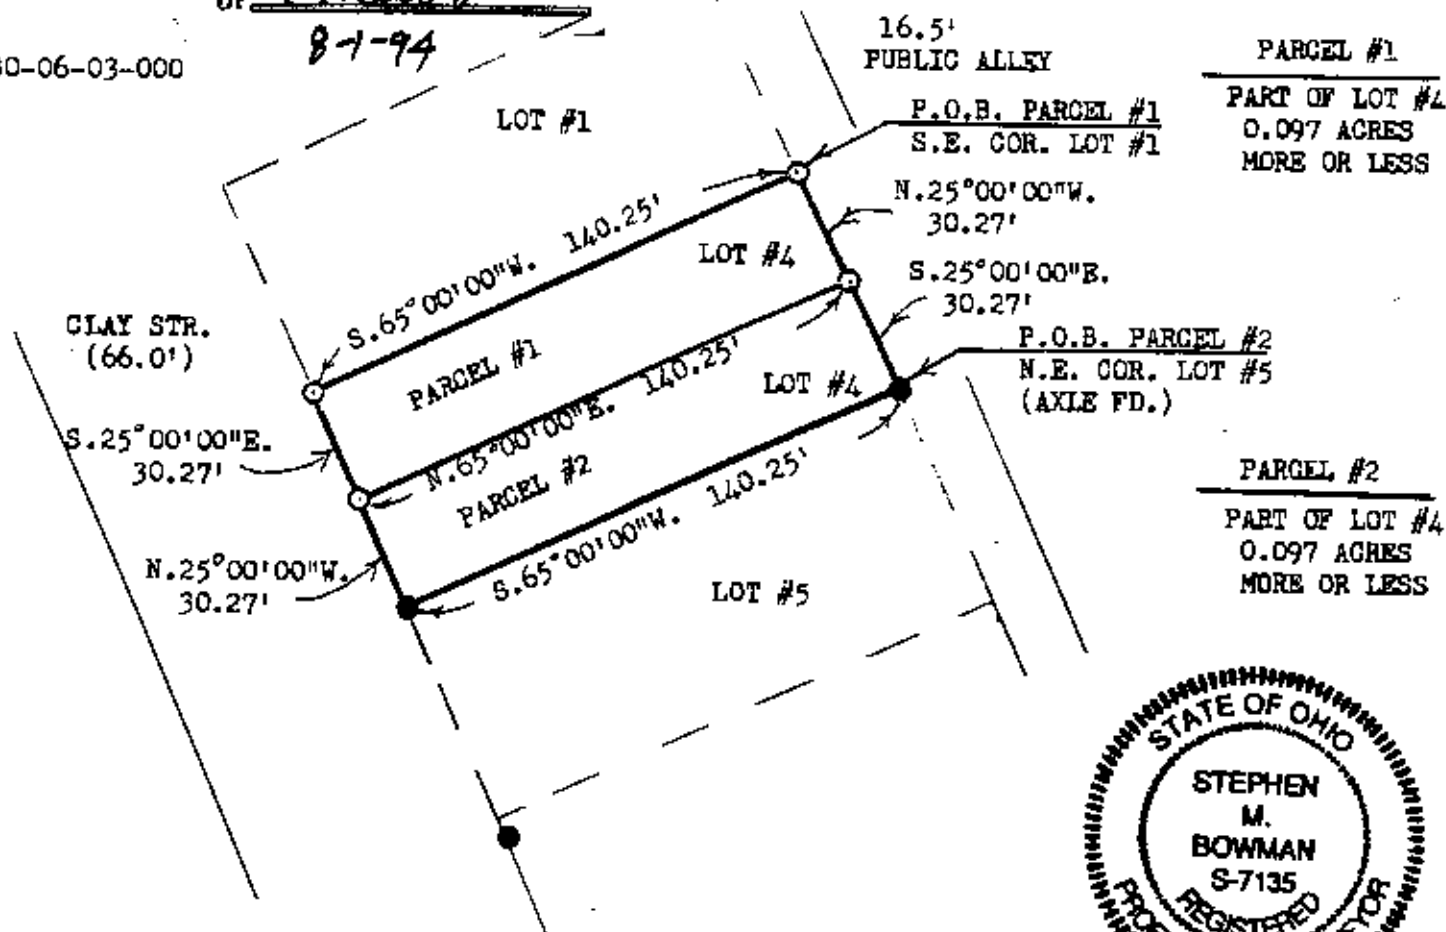 OF
8-1-94
0-06-03-000
16.5'
PUBLIC ALLEY
PARCEL #1
PART OF LOT #4
0.097 ACRES
MORE OR LESS
LOT #1
P.O.B. PARCEL #1
S.E. COR. LOT #1
N.25°00'00"W.
30.27'
S.65°00'00"W. 140.25'
LOT #4
S.25°00'00"E.
30.27'
CLAY STR.
(66.0')
PARCEL #1
P.O.B. PARCEL #2
N.E. COR. LOT #5
(AXLE FD.)
N.65°00'00"E. 140.25'
LOT #4
S.25°00'00"E.
30.27'
PARCEL #2
PARCEL #2
PART OF LOT #4
0.097 ACRES
MORE OR LESS
S.65°00'00"W. 140.25'
N.25°00'00"W.
30.27'
LOT #5
STATE OF OHIO
STEPHEN
M.
BOWMAN
S-7135
REGISTERED